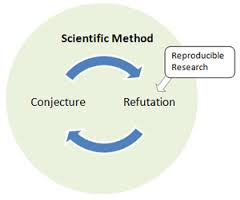 Scientific Method
Reproducible
Research
Conjecture
Refutation